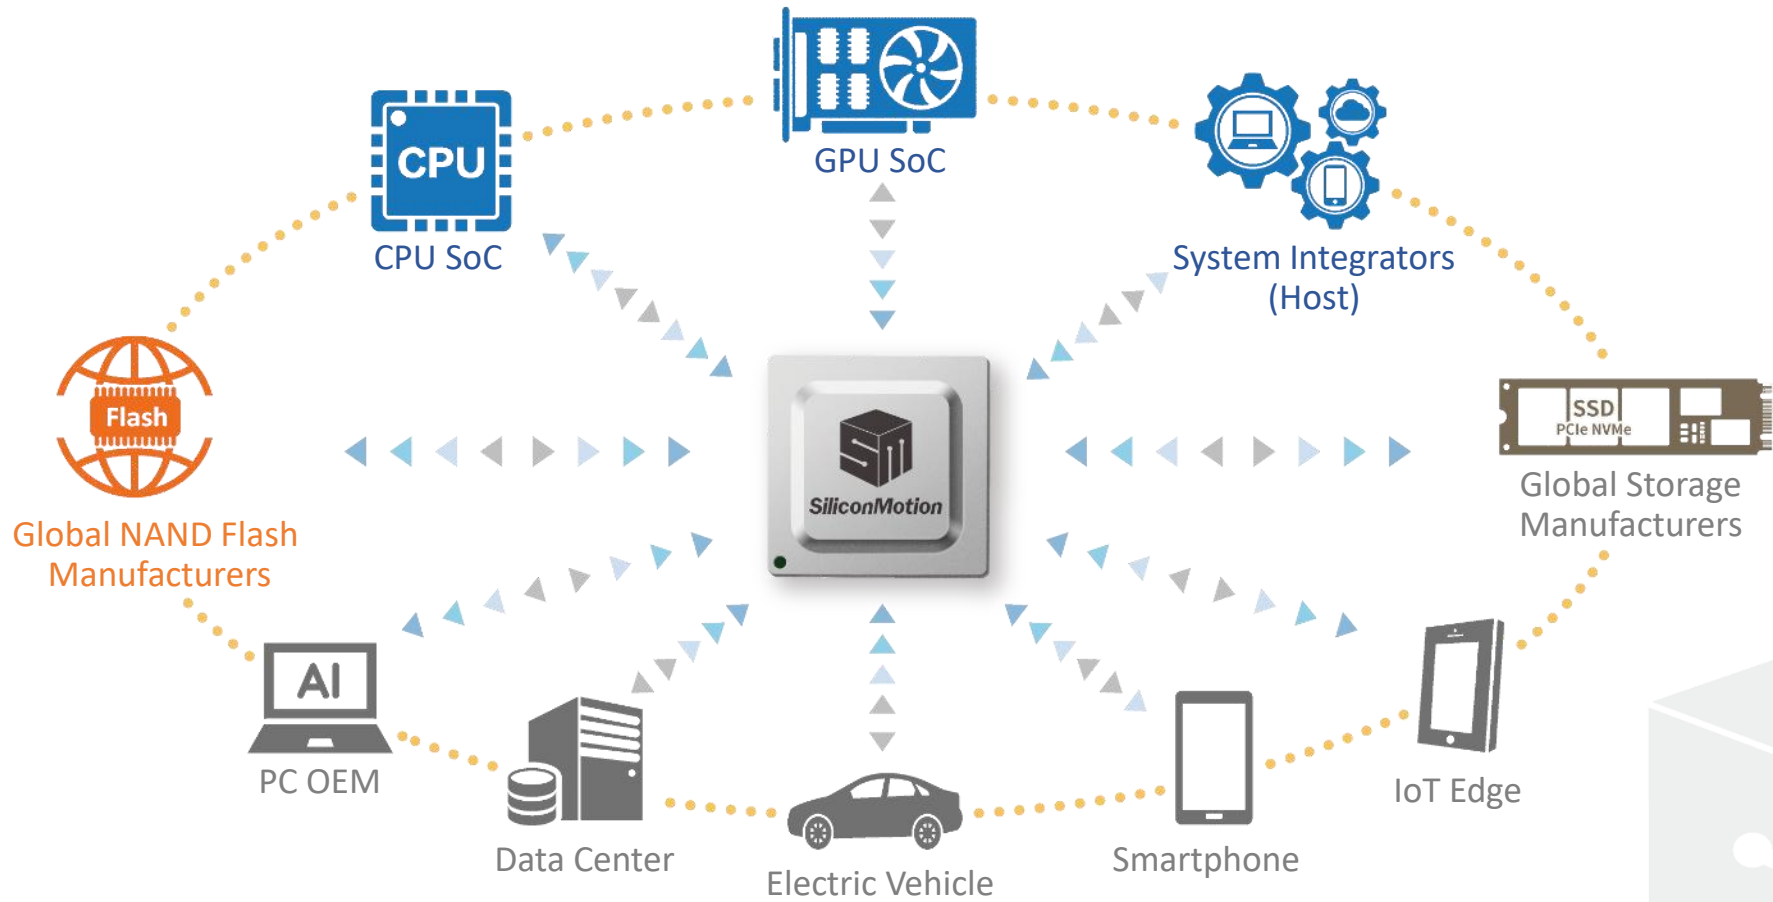 GPU SoC
CPU
CPU SoC
System Integrators
(Host)
Flash
Global NAND Flash
Manufacturers
SiliconMotion
SSD
PCIe NVMe
Global Storage
Manufacturers
AI
PC OEM
Data Center
Electric Vehicle
Smartphone
IoT Edge